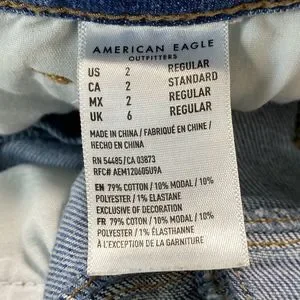 AMERICAN EAGLE
OUTFITTERS
US 2 REGULAR
CA 2 STANDARD
MX 2 REGULAR
UK 6 REGULAR
MADE IN CHINA / FABRIQUÉ EN CHINE /
HECHO EN CHINA
RN 54485/ CA 03873
RFC# AEM120605U9A
EN 79% COTTON / 10% MODAL / 10%
POLYESTER / 1% ELASTANE
EXCLUSIVE OF DECORATION
FR 79% COTON / 10% MODAL / 10%
POLYESTER / 1% ÉLASTHANNE
À L'EXCEPTION DE LA GARNITURE